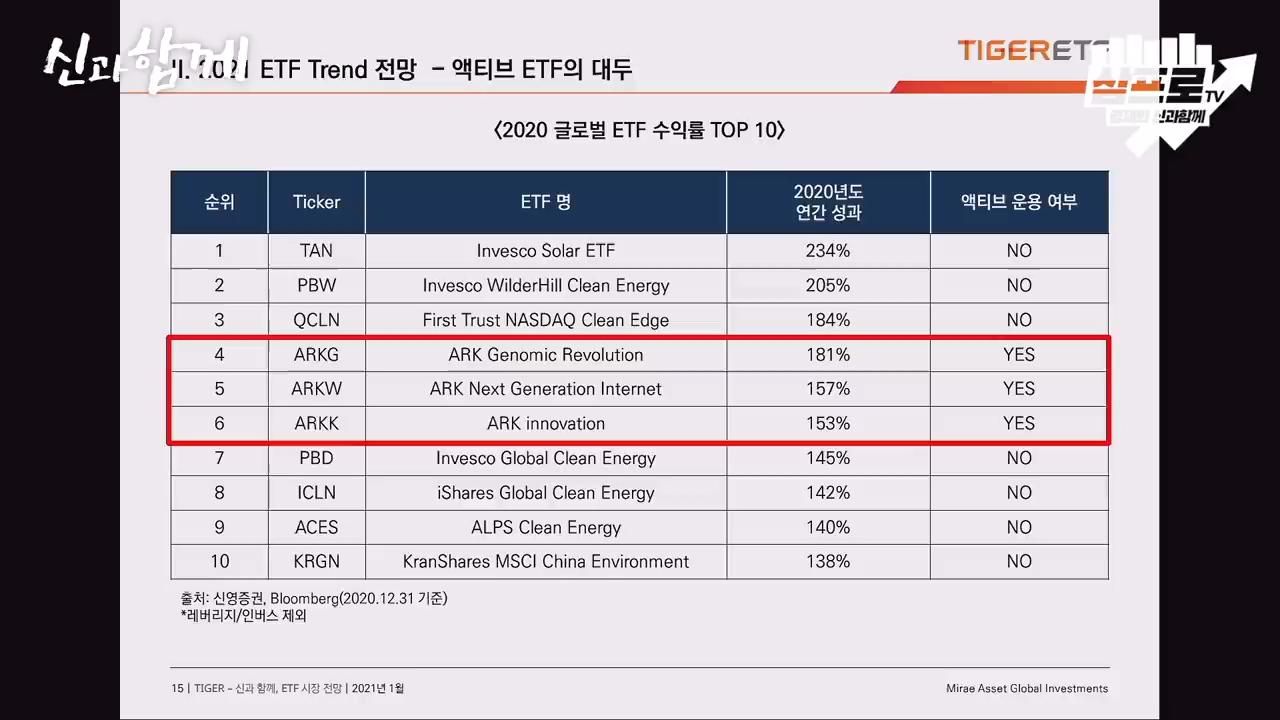 신과함께
II. 2021 ETF Trend 전망 – 액티브 ETF의 대두
TIGERETF
삼프로TV
경제의 신과함께
〈2020 글로벌 ETF 수익률 TOP 10〉
순위 Ticker ETF 명 2020년도 연간 성과 액티브 운용 여부
1 TAN Invesco Solar ETF 234% NO
2 PBW Invesco WilderHill Clean Energy 205% NO
3 QCLN First Trust NASDAQ Clean Edge 184% NO
4 ARKG ARK Genomic Revolution 181% YES
5 ARKW ARK Next Generation Internet 157% YES
6 ARKK ARK innovation 153% YES
7 PBD Invesco Global Clean Energy 145% NO
8 ICLN iShares Global Clean Energy 142% NO
9 ACES ALPS Clean Energy 140% NO
10 KRGN KranShares MSCI China Environment 138% NO
출처: 신영증권, Bloomberg(2020.12.31 기준)
*레버리지/인버스 제외
15 | TIGER – 신과 함께, ETF 시장 전망 | 2021년 1월
Mirae Asset Global Investments